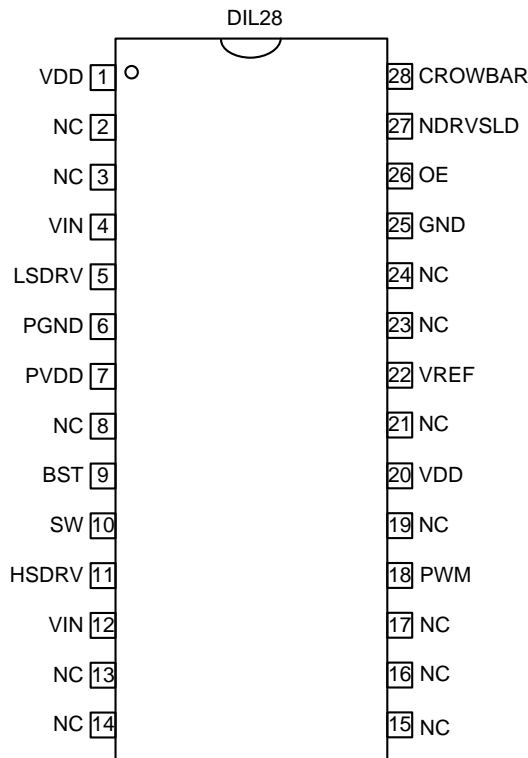 DIL28
VDD 1 28 CROWBAR
NC 2 27 NDRVSLD
NC 3 26 OE
VIN 4 25 GND
LSDRV 5 24 NC
PGND 6 23 NC
PVDD 7 22 VREF
NC 8 21 NC
BST 9 20 VDD
SW 10 19 NC
HSDRV 11 18 PWM
VIN 12 17 NC
NC 13 16 NC
NC 14 15 NC